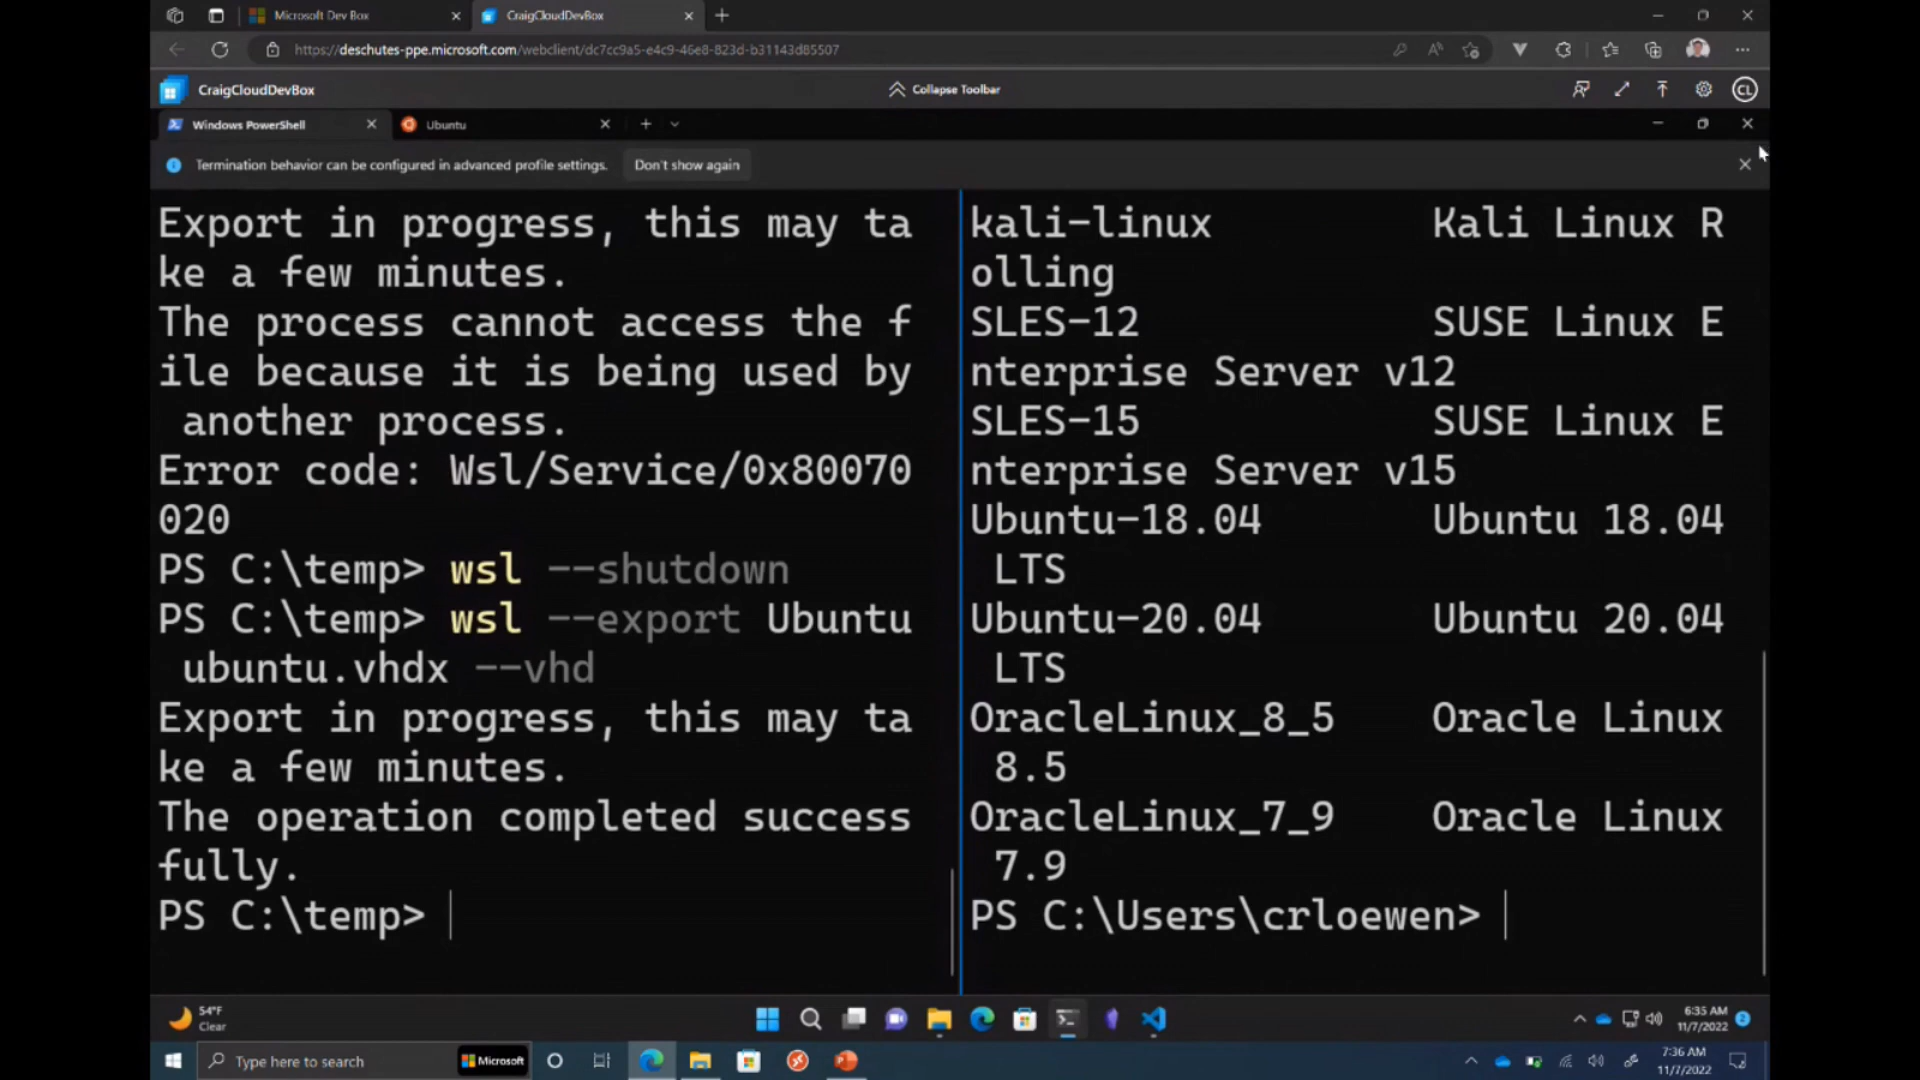 Microsoft Dev Box
CraigCloudDevBox
https://deschutes-ppe.microsoft.com/webclient/dc7cc9a5-e4c9-46e8-823d-b31143d85507
CraigCloudDevBox
Collapse Toolbar
CL
Windows PowerShell
Ubuntu
Termination behavior can be configured in advanced profile settings.
Don't show again
Export in progress, this may ta
ke a few minutes.
The process cannot access the f
ile because it is being used by
another process.
Error code: Wsl/Service/0x80070
020
PS C:\temp> wsl --shutdown
PS C:\temp> wsl --export Ubuntu
ubuntu.vhdx --vhd
Export in progress, this may ta
ke a few minutes.
The operation completed success
fully.
PS C:\temp>
kali-linux Kali Linux R
olling
SLES-12 SUSE Linux E
nterprise Server v12
SLES-15 SUSE Linux E
nterprise Server v15
Ubuntu-18.04 Ubuntu 18.04
LTS
Ubuntu-20.04 Ubuntu 20.04
LTS
OracleLinux_8_5 Oracle Linux
8.5
OracleLinux_7_9 Oracle Linux
7.9
PS C:\Users\crloewen>
54°F
Clear
6:35 AM
11/7/2022
2
Type here to search
Microsoft
7:36 AM
11/7/2022